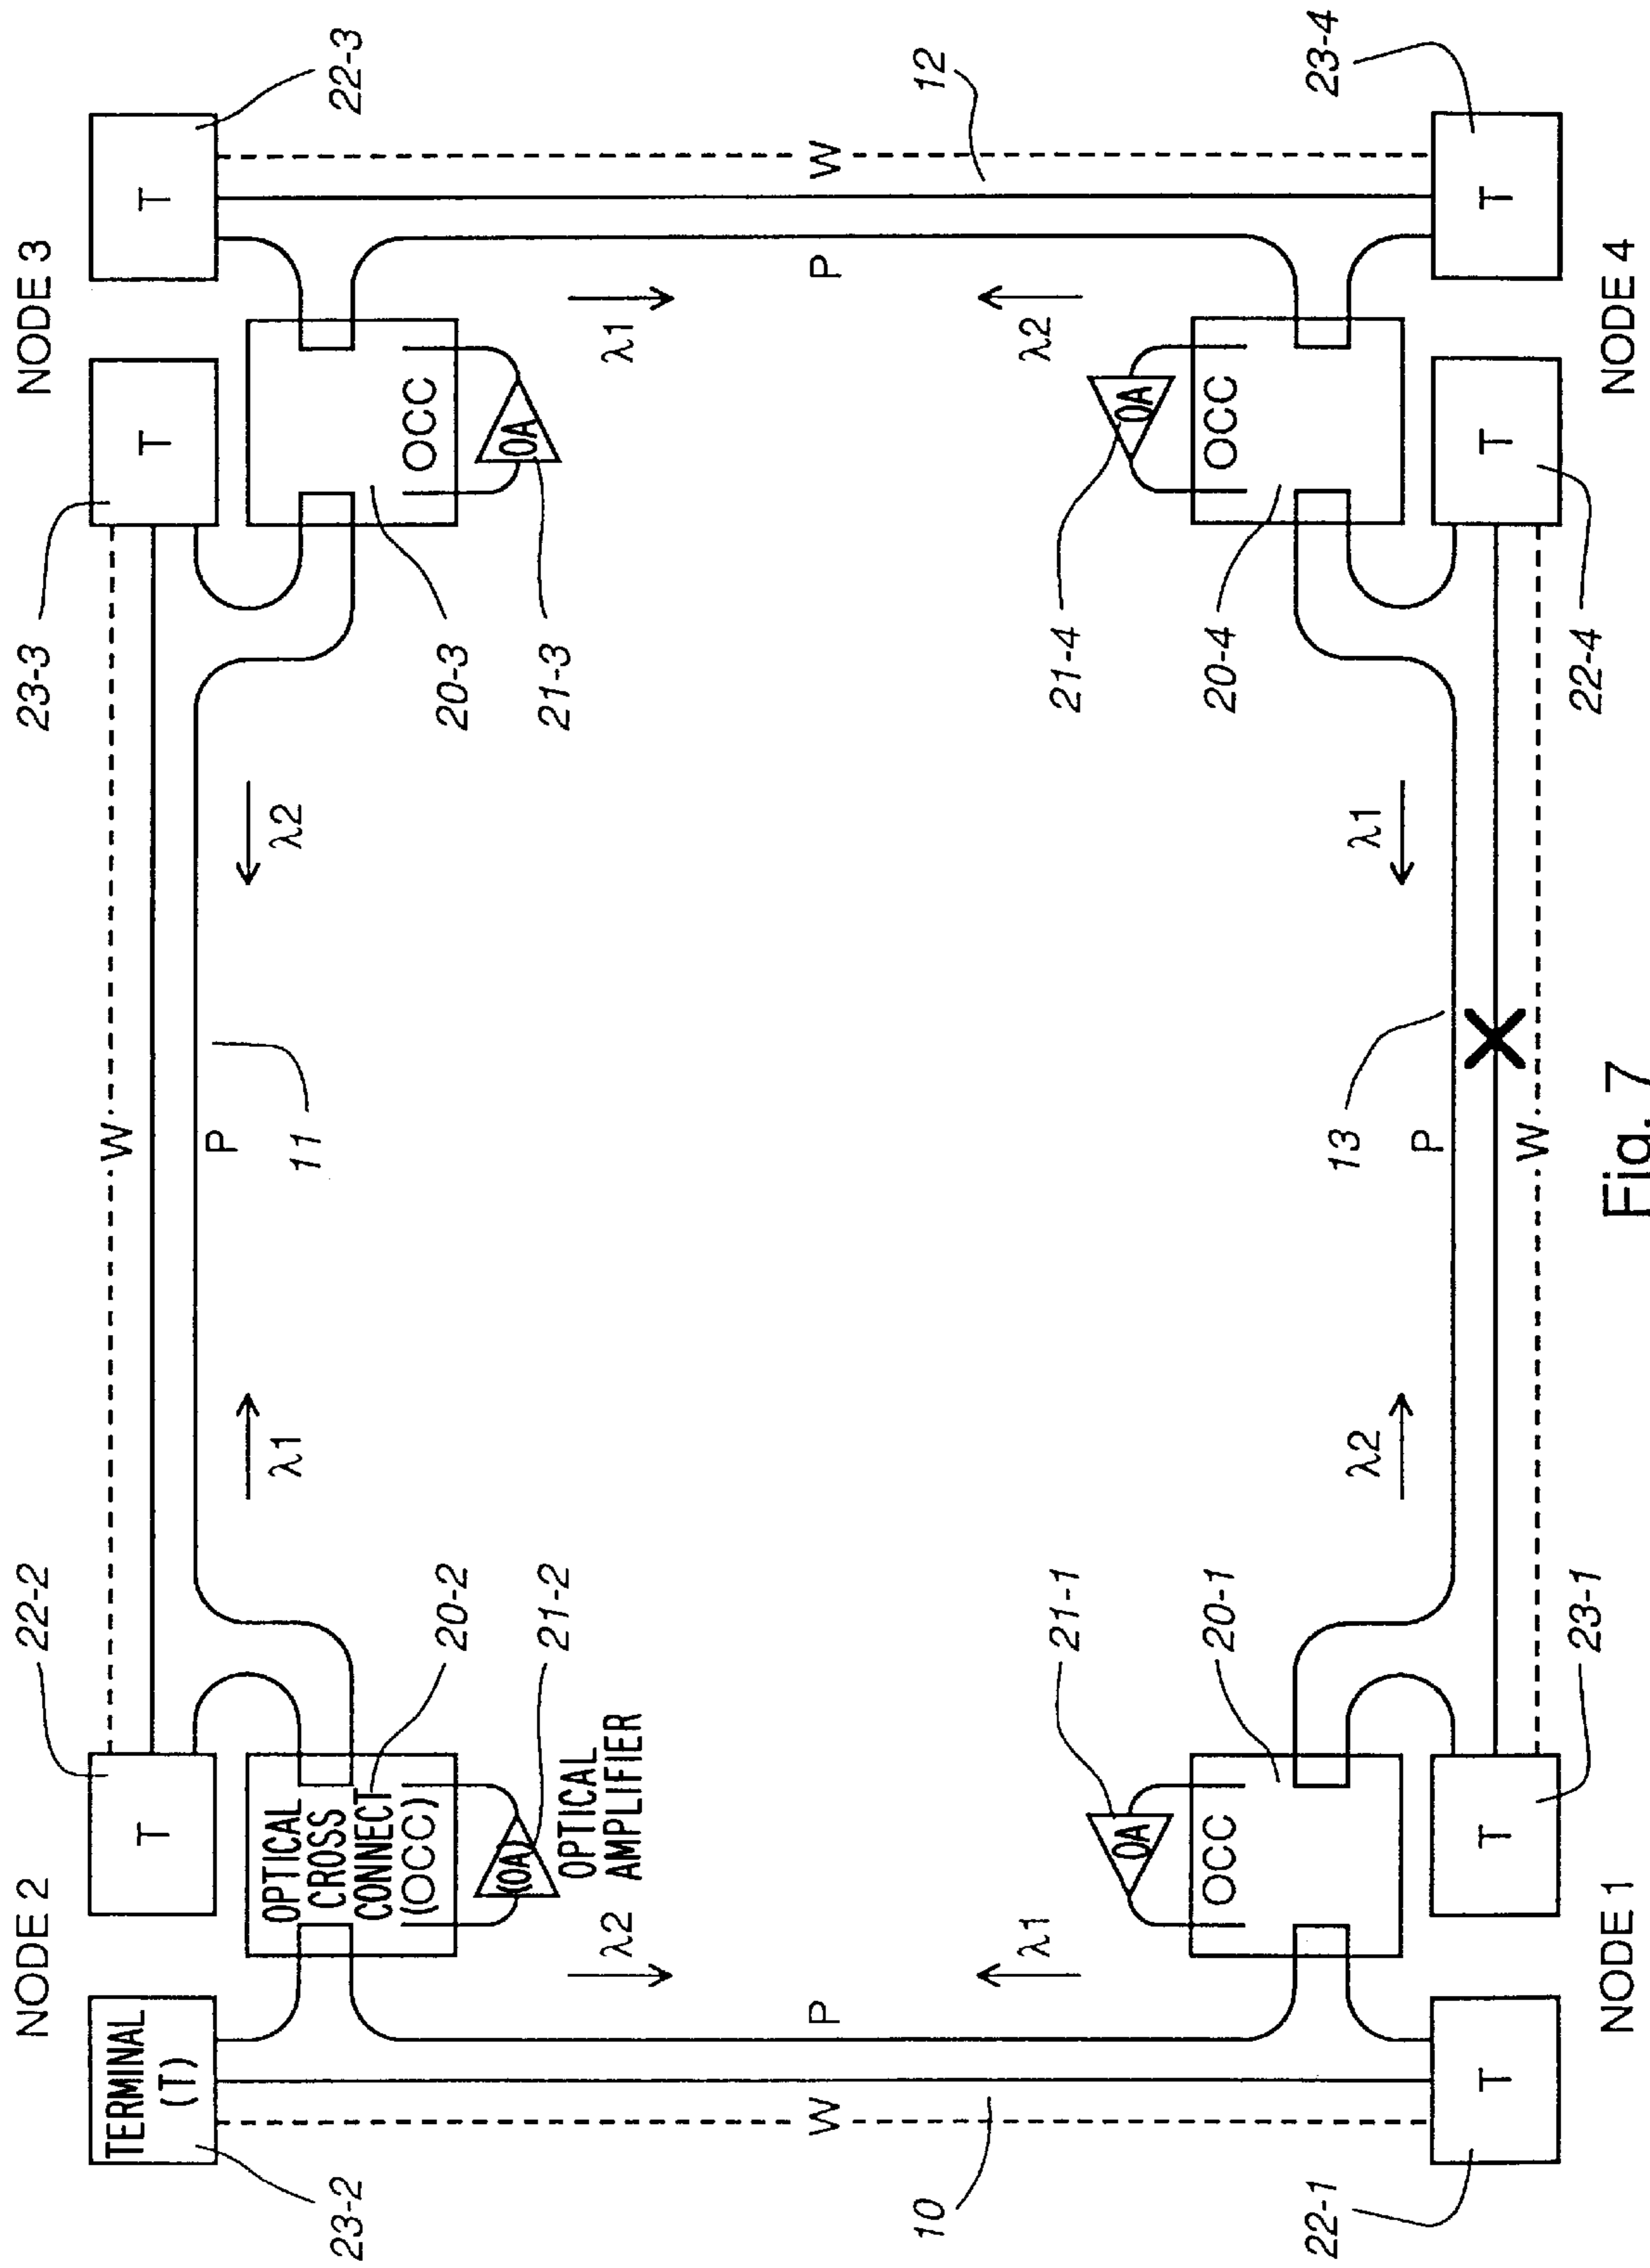 NODE 2
22-2
23-3
NODE 3
TERMINAL
(T)
T
W
T
T
P
23-2
OPTICAL
CROSS
CONNECT
(OCC)
λ1
11
λ2
22-3
20-2
20-3
OCC
(OA)
21-2
21-3
OA
OPTICAL
AMPLIFIER
λ2
λ1
W
P
P
W
10
12
λ1
λ2
OA
21-1
21-4
OA
OCC
20-1
20-4
OCC
λ2
13
λ1
22-1
P
23-4
T
T
T
T
W
NODE 1
23-1
22-4
NODE 4
Fig. 7